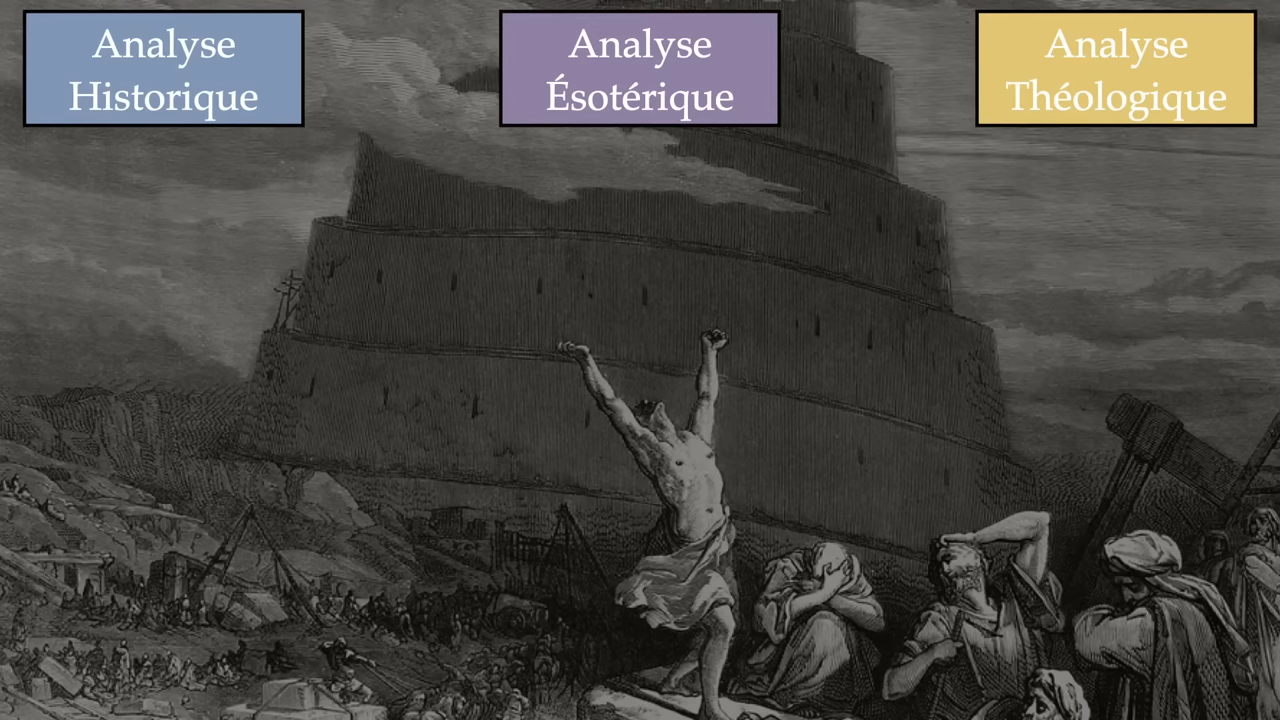 Analyse
Historique
Analyse
Ésotérique
Analyse
Théologique